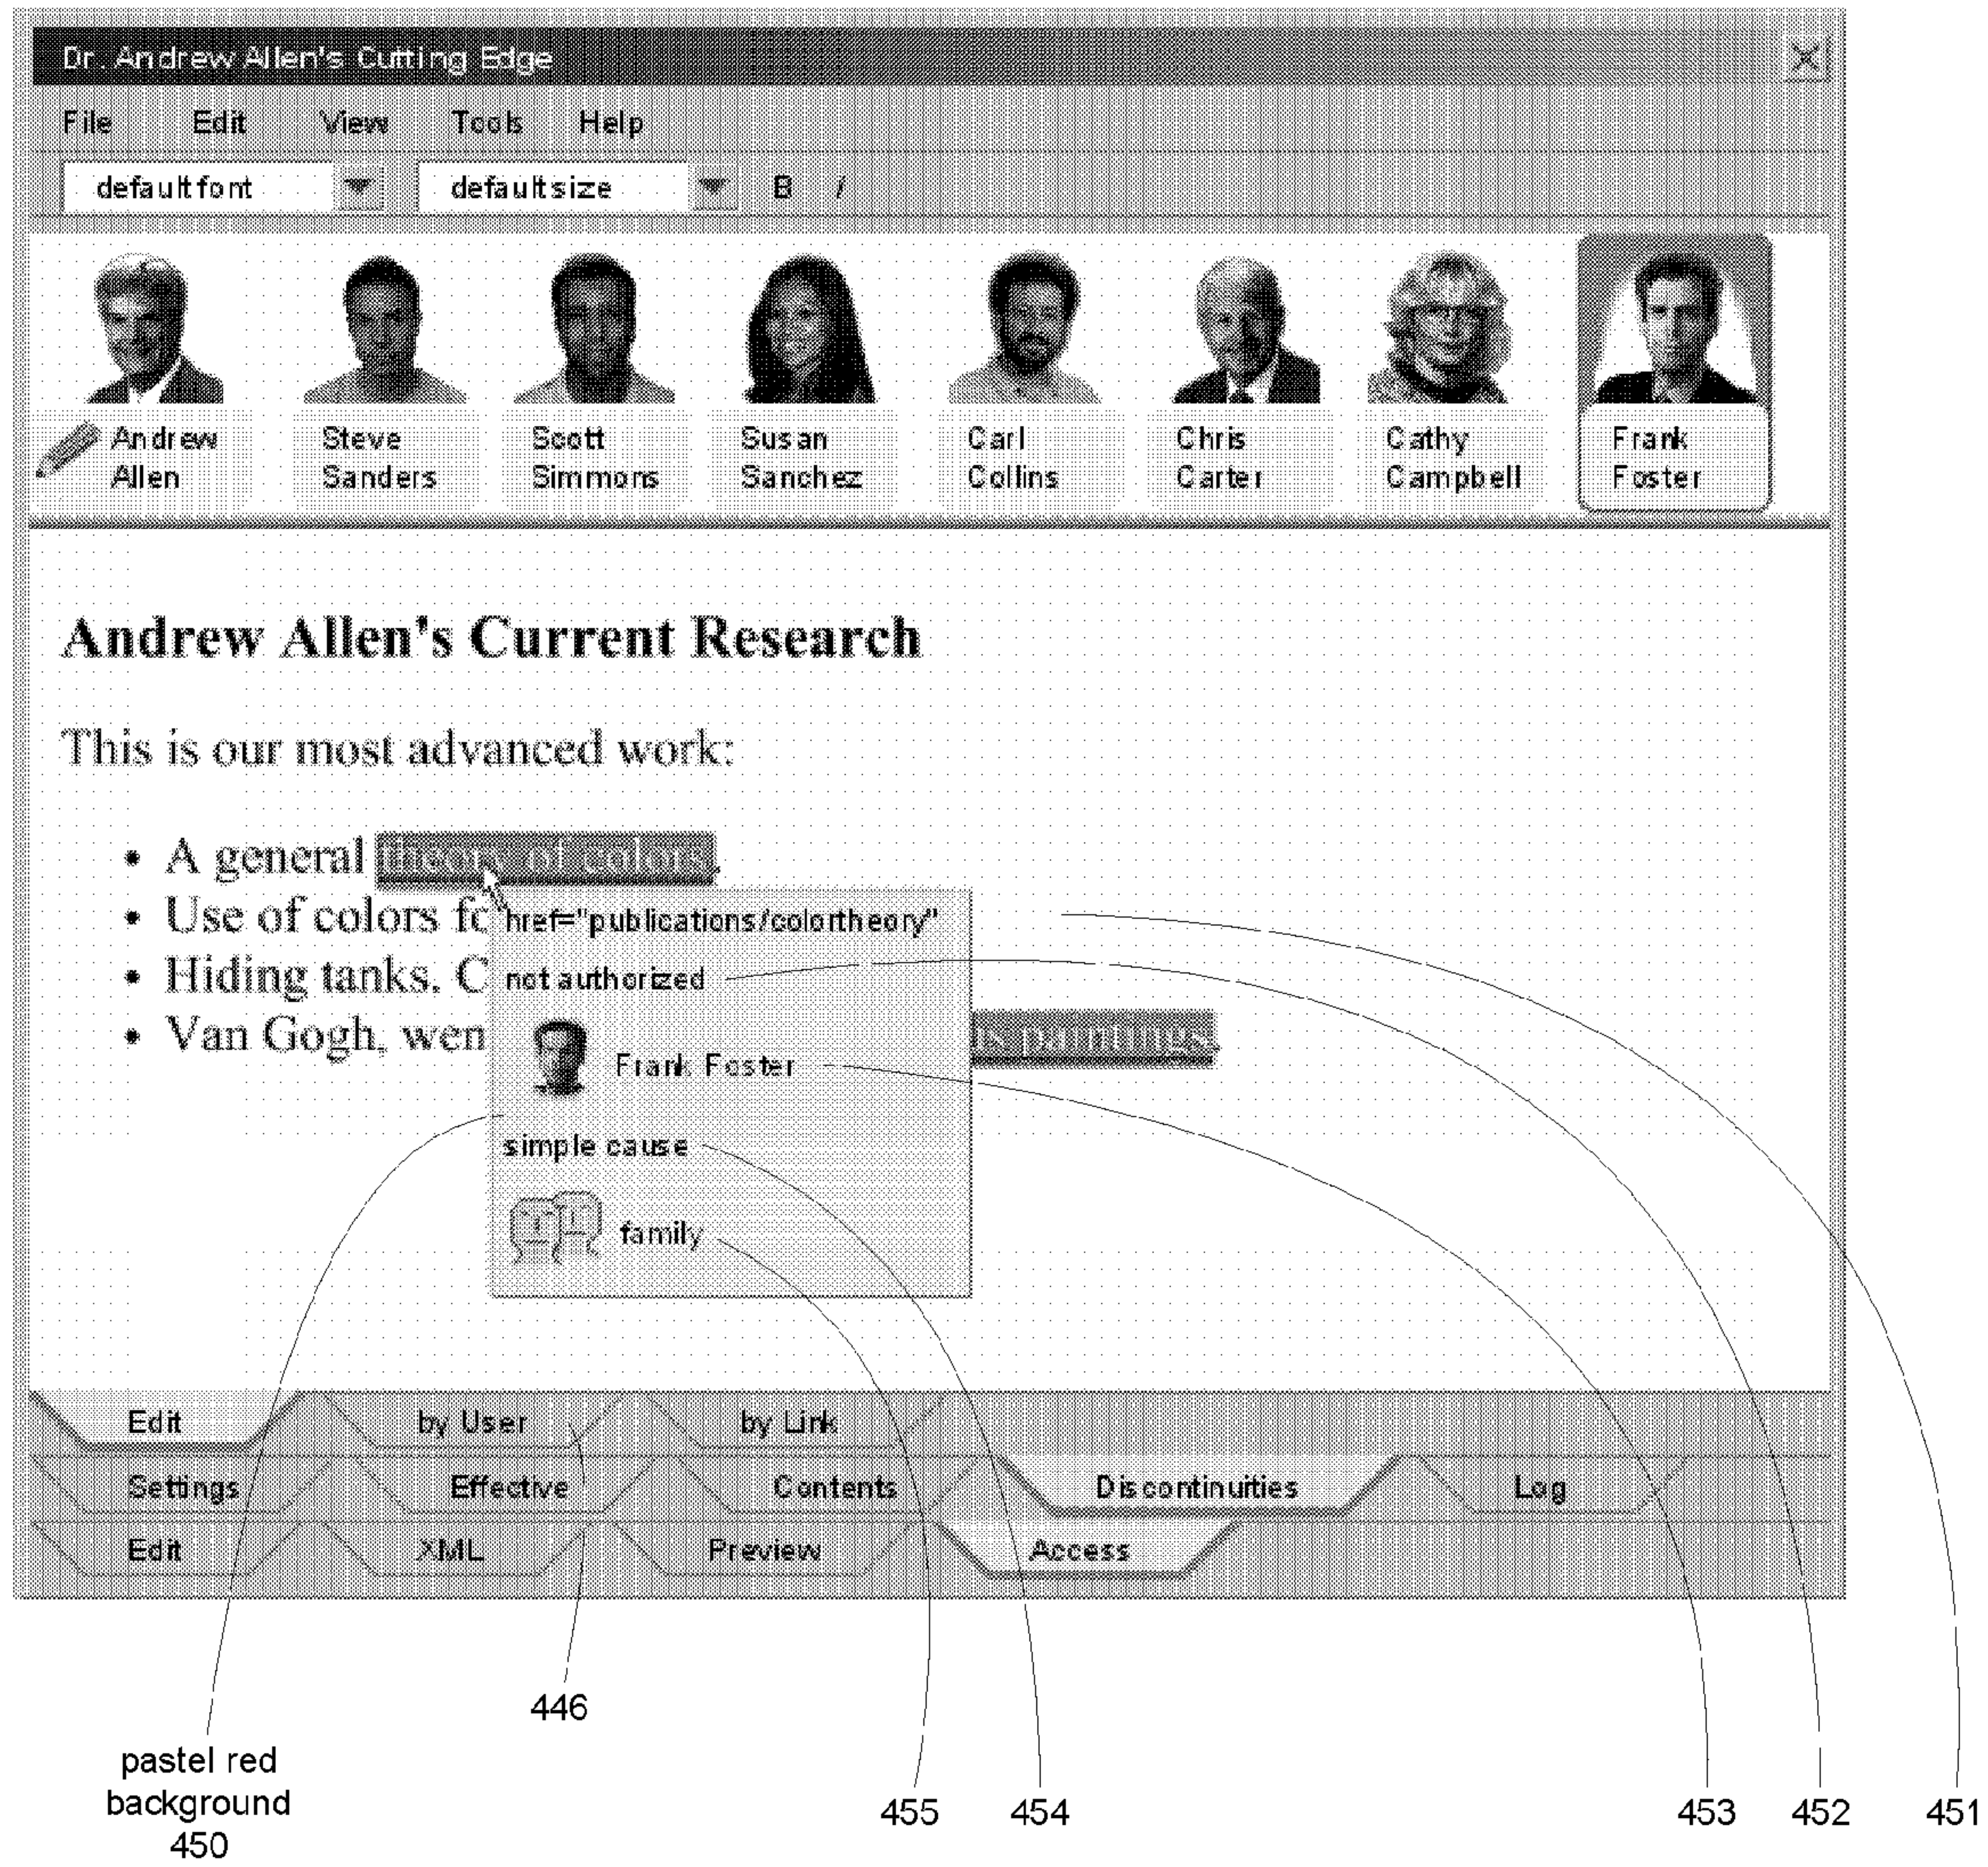 Dr. Andrew Allen's Cutting Edge
File Edit View Tools Help
default font default size B I
Andrew Allen
Steve Sanders
Scott Simmons
Susan Sanchez
Carl Collins
Chris Carter
Cathy Campbell
Frank Foster
Andrew Allen's Current Research
This is our most advanced work:
• A general theory of colors.
• Use of colors fo
href="publications/colortheory"
• Hiding tanks. C
not authorized
• Van Gogh, wen
is paintings.
Frank Foster
simple cause
family
Edit by User by Link
Settings Effective Contents Discontinuities Log
Edit XML Preview Access
446
pastel red
background
450
455 454 453 452 451